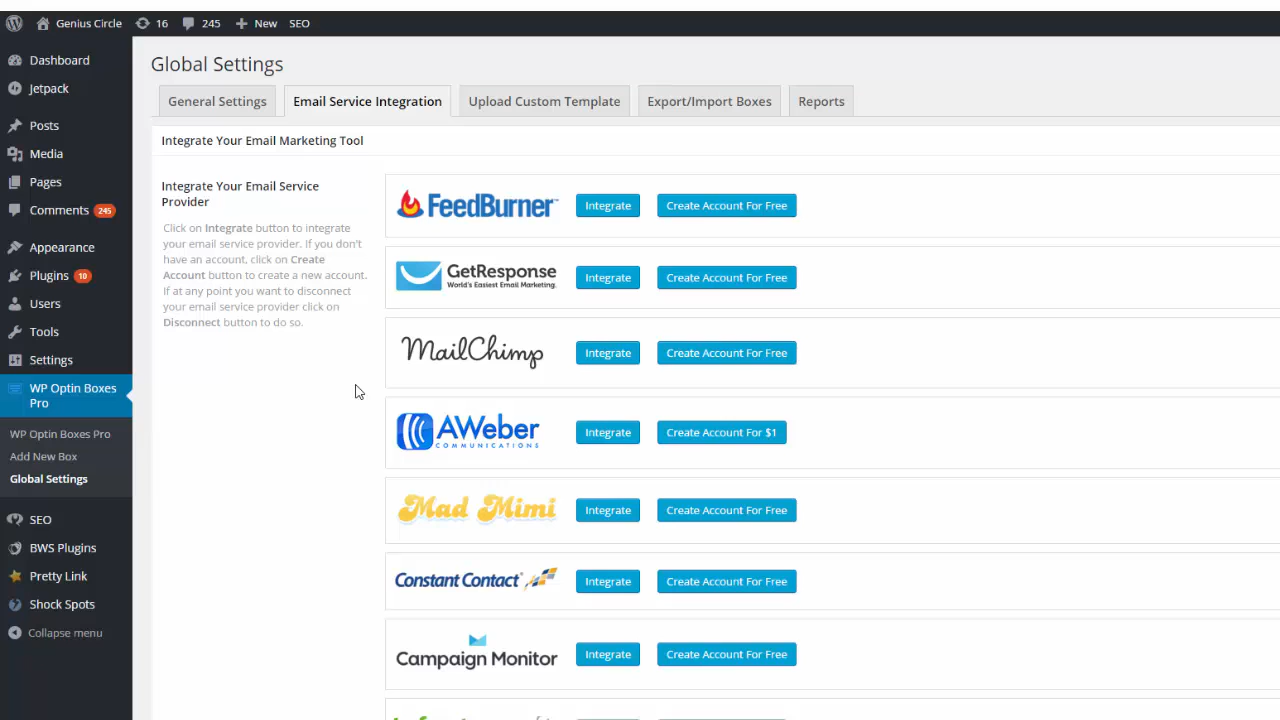 Genius Circle 16 245 New SEO
Dashboard
Jetpack
Posts
Media
Pages
Comments 245
Appearance
Plugins 10
Users
Tools
Settings
WP Optin Boxes
Pro
WP Optin Boxes Pro
Add New Box
Global Settings
SEO
BWS Plugins
Pretty Link
Shock Spots
Collapse menu
Global Settings
General Settings Email Service Integration Upload Custom Template Export/Import Boxes Reports
Integrate Your Email Marketing Tool
Integrate Your Email Service
Provider
Click on Integrate button to integrate
your email service provider. If you don't
have an account, click on Create
Account button to create a new account.
If at any point you want to disconnect
your email service provider click on
Disconnect button to do so.
FeedBurner Integrate Create Account For Free
GetResponse
World's Easiest Email Marketing.
Integrate Create Account For Free
MailChimp Integrate Create Account For Free
AWeber
COMMUNICATIONS
Integrate Create Account For $1
Mad Mimi Integrate Create Account For Free
Constant Contact Integrate Create Account For Free
Campaign Monitor Integrate Create Account For Free